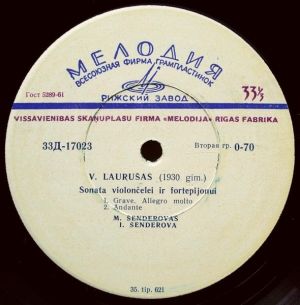 МЕЛОДИЯ
ВСЕСОЮЗНАЯ ФИРМА ГРАМПЛАСТИНОК
Гост 5289-61
РИЖСКИЙ ЗАВОД
33⅓
VISSAVIENIBAS SKAŅUPLAŠU FIRMA «MELODIJA» RIGAS FABRIKA
33Д-17023
Вторая гр. 0-70
V. LAURUŠAS (1930 gim.)
Sonata violončelei ir fortepijonui
1. Grave. Allegro molto
2. Andante
M. SENDEROVAS
I. SENDEROVA
35. tip. 621